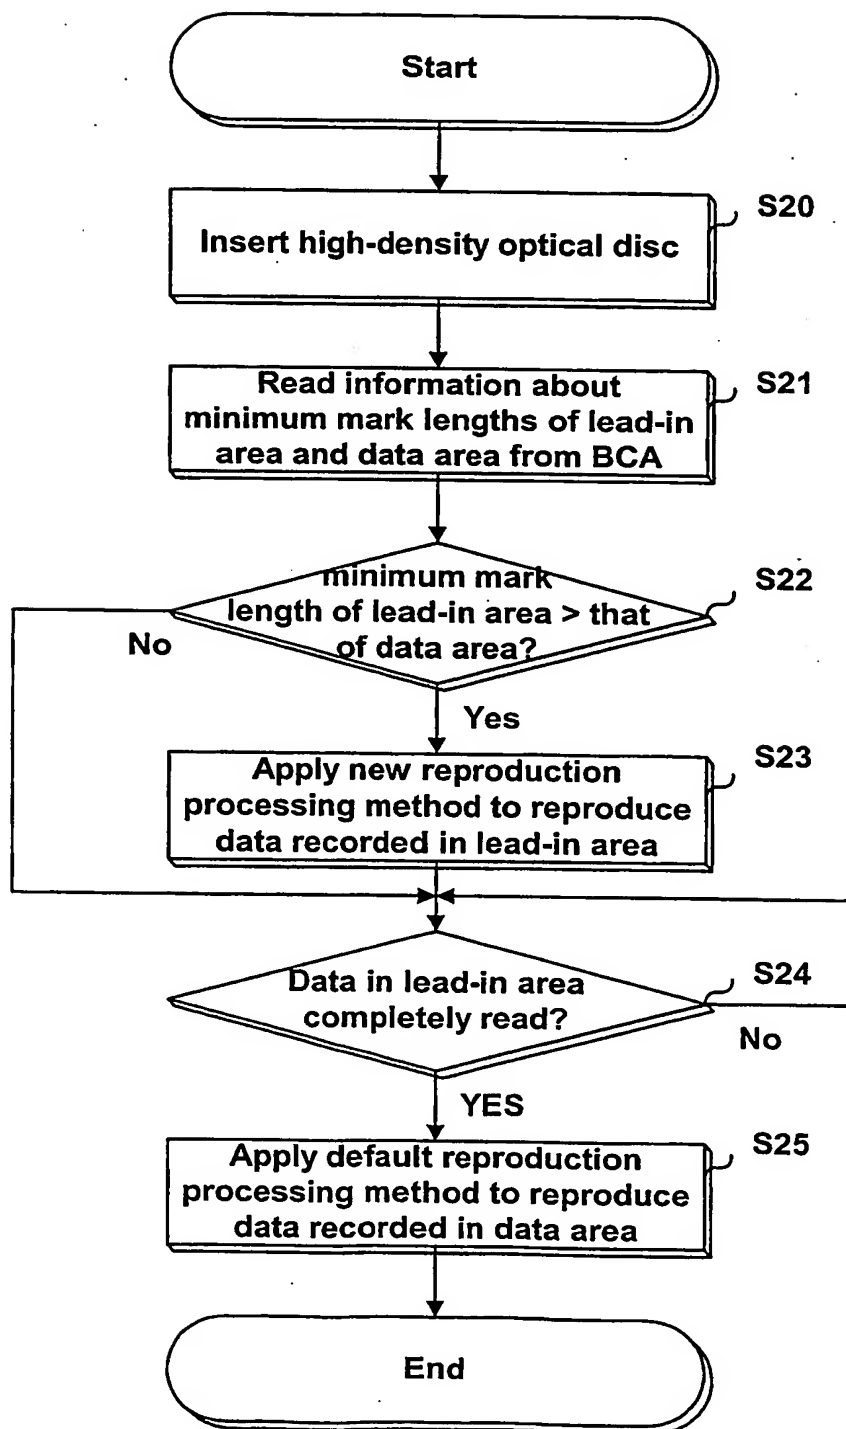 Start
S20
Insert high-density optical disc
S21
Read information about
minimum mark lengths of lead-in
area and data area from BCA
S22
minimum mark
length of lead-in area > that
of data area?
No
Yes
S23
Apply new reproduction
processing method to reproduce
data recorded in lead-in area
S24
Data in lead-in area
completely read?
No
YES
S25
Apply default reproduction
processing method to reproduce
data recorded in data area
End